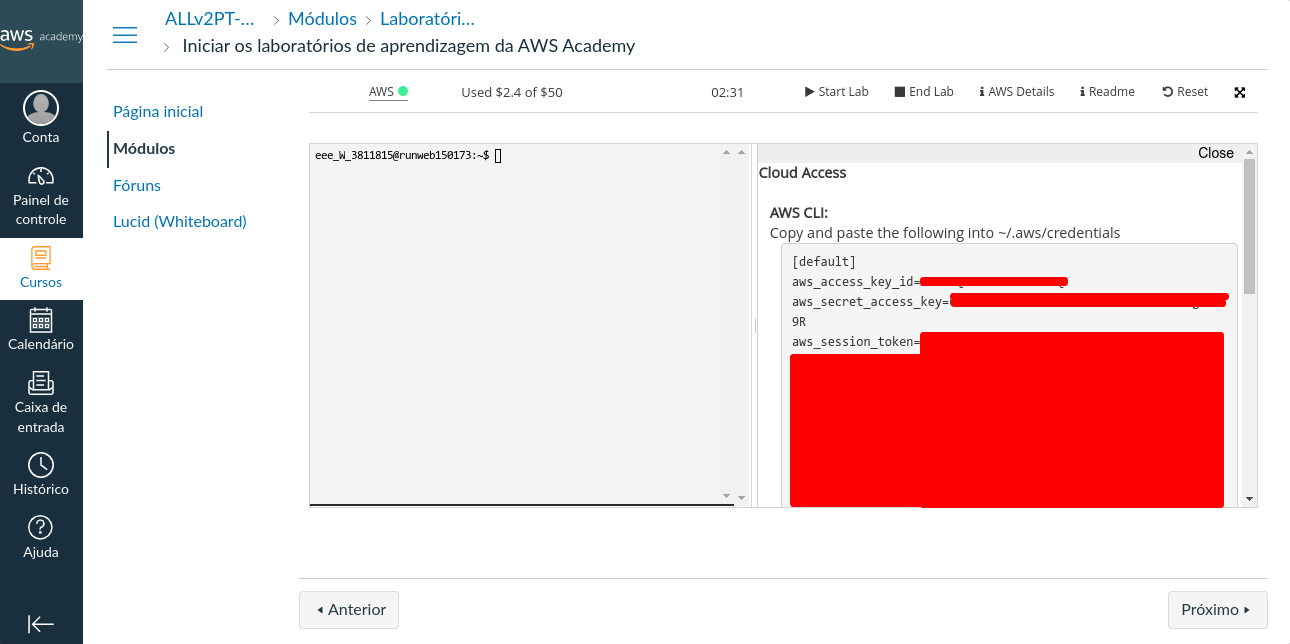 aws academy
Conta
Painel de
controle
Cursos
Calendário
Caixa de
entrada
Histórico
Ajuda
ALLv2PT-... > Módulos > Laboratóri...
> Iniciar os laboratórios de aprendizagem da AWS Academy
Página inicial
Módulos
Fóruns
Lucid (Whiteboard)
AWS Used $2.4 of $50 02:31 Start Lab End Lab AWS Details Readme Reset
eee_W_3811815@runweb150173:~$
Close
Cloud Access
AWS CLI:
Copy and paste the following into ~/.aws/credentials
[default]
aws_access_key_id=
aws_secret_access_key=
9R
aws_session_token=
Anterior
Próximo